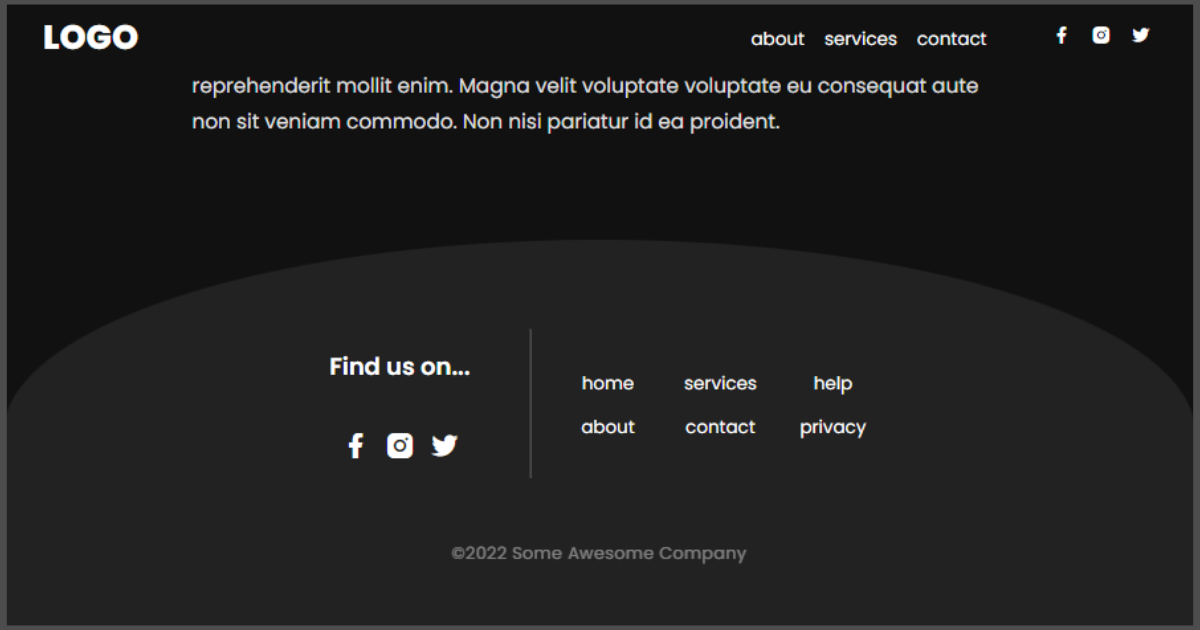 LOGO
about services contact
reprehenderit mollit enim. Magna velit voluptate voluptate eu consequat aute
non sit veniam commodo. Non nisi pariatur id ea proident.
Find us on...
home services help
about contact privacy
©2022 Some Awesome Company